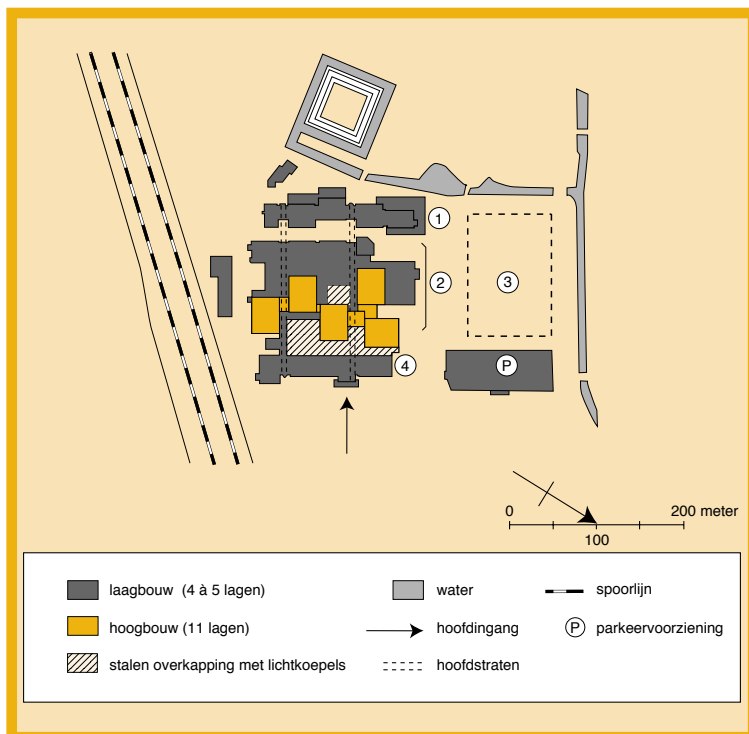 1
2
3
P
4
0
200 meter
100
laagbouw (4 à 5 lagen)
water
spoorlijn
hoogbouw (11 lagen)
hoofdingang
P parkeervoorziening
stalen overkapping met lichtkoepels
hoofdstraten